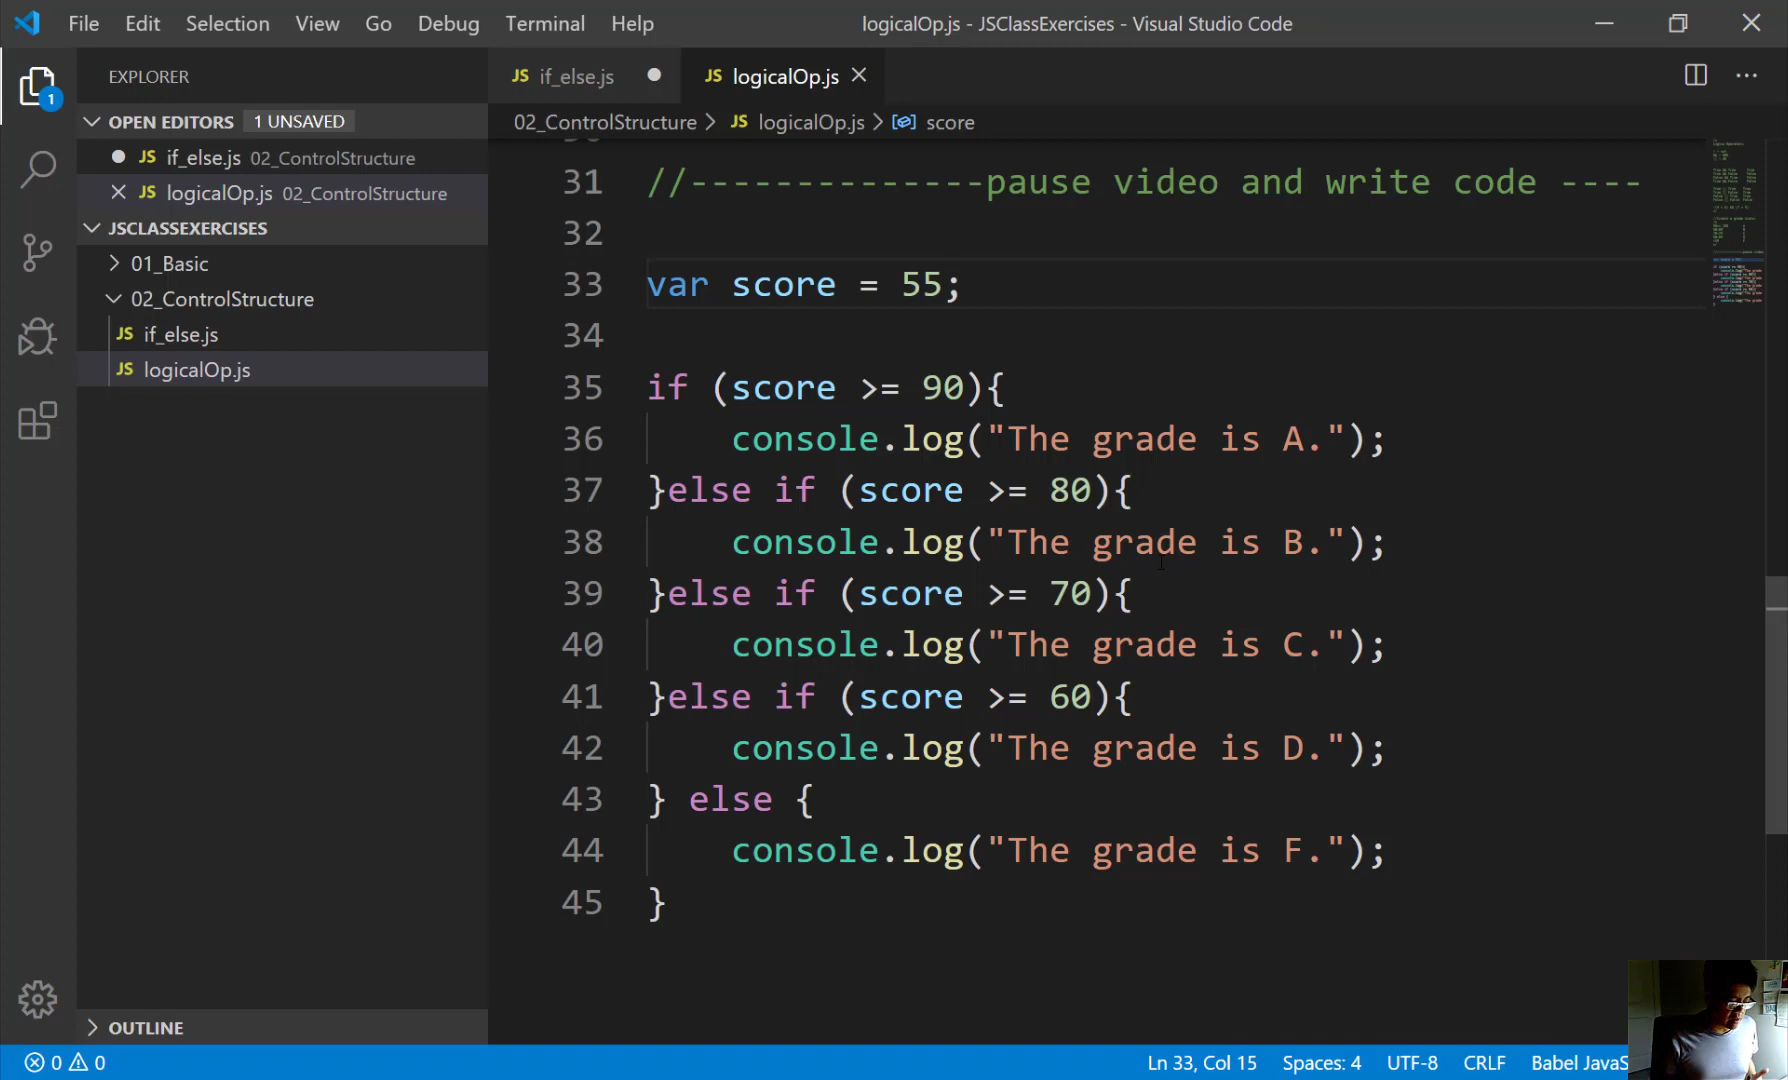 File Edit Selection View Go Debug Terminal Help
logicalOp.js - JSClassExercises - Visual Studio Code
1
EXPLORER
OPEN EDITORS 1 UNSAVED
JS if_else.js 02_ControlStructure
JS logicalOp.js 02_ControlStructure
JSCLASSEXERCISES
01_Basic
02_ControlStructure
JS if_else.js
JS logicalOp.js
OUTLINE
JS if_else.js
JS logicalOp.js
02_ControlStructure > JS logicalOp.js > score
31 //--------------pause video and write code ----
32
33 var score = 55;
34
35 if (score >= 90){
36 console.log("The grade is A.");
37 }else if (score >= 80){
38 console.log("The grade is B.");
39 }else if (score >= 70){
40 console.log("The grade is C.");
41 }else if (score >= 60){
42 console.log("The grade is D.");
43 } else {
44 console.log("The grade is F.");
45 }
0 0
Ln 33, Col 15 Spaces: 4 UTF-8 CRLF Babel JavaS